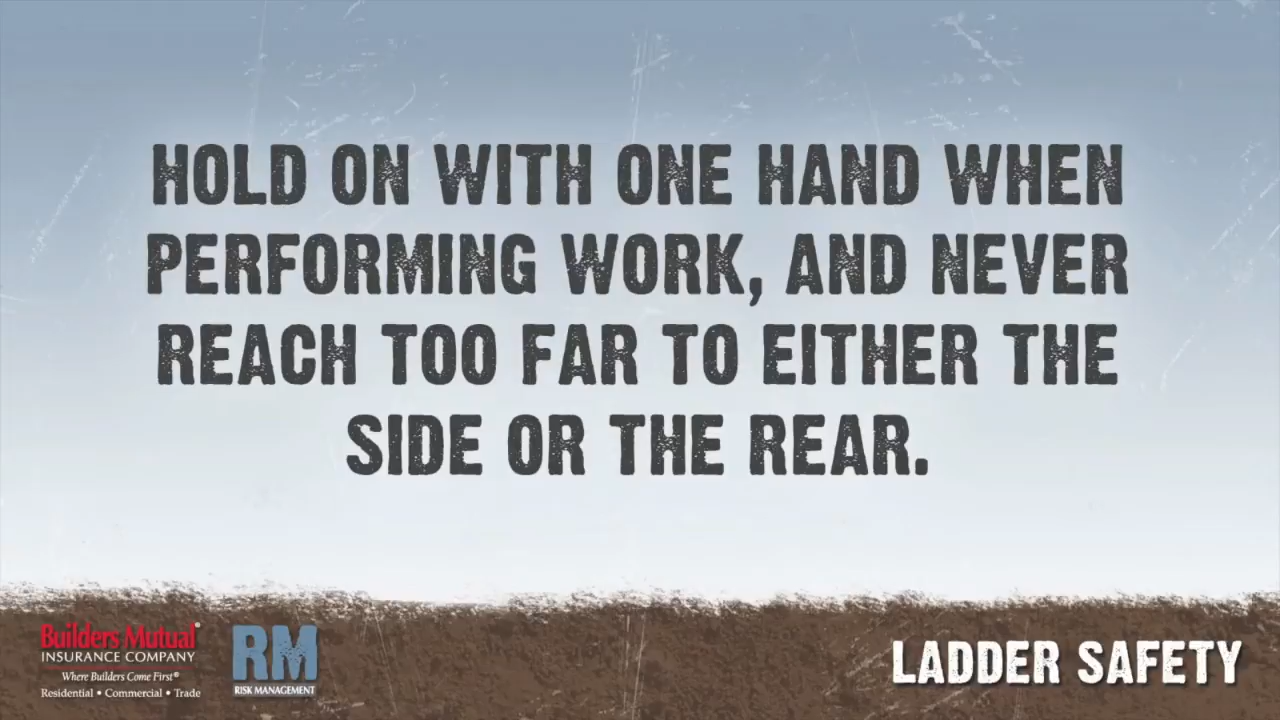 HOLD ON WITH ONE HAND WHEN
PERFORMING WORK, AND NEVER
REACH TOO FAR TO EITHER THE
SIDE OR THE REAR.
Builders Mutual®
INSURANCE COMPANY
Where Builders Come First®
Residential • Commercial • Trade
RM
RISK MANAGEMENT
LADDER SAFETY